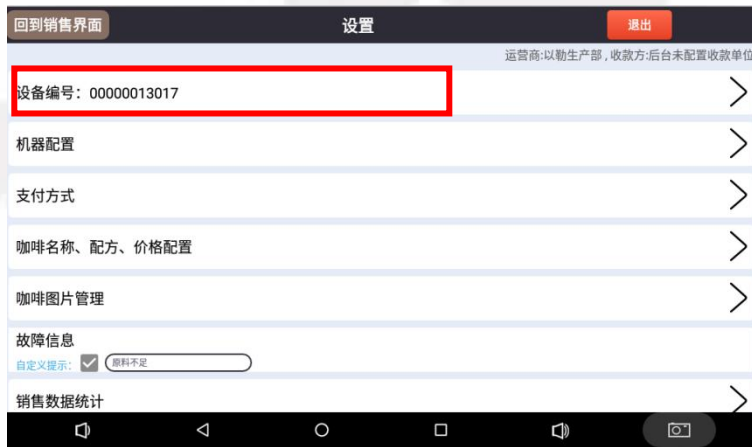 回到销售界面 设置 退出
运营商:以勒生产部 , 收款方:后台未配置收款单位
设备编号：00000013017
机器配置
支付方式
咖啡名称、配方、价格配置
咖啡图片管理
故障信息
自定义提示： 原料不足
销售数据统计